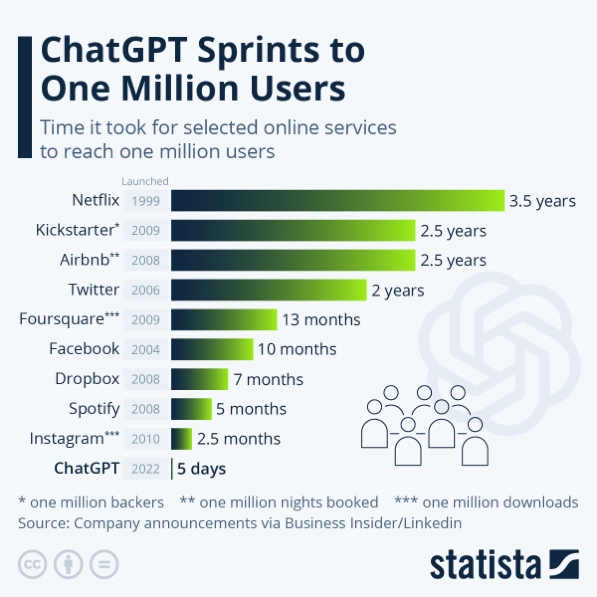 ChatGPT Sprints to
One Million Users
Time it took for selected online services
to reach one million users
Launched
Netflix 1999 3.5 years
Kickstarter* 2009 2.5 years
Airbnb** 2008 2.5 years
Twitter 2006 2 years
Foursquare*** 2009 13 months
Facebook 2004 10 months
Dropbox 2008 7 months
Spotify 2008 5 months
Instagram*** 2010 2.5 months
ChatGPT 2022 5 days
* one million backers ** one million nights booked *** one million downloads
Source: Company announcements via Business Insider/Linkedin
cc = statista